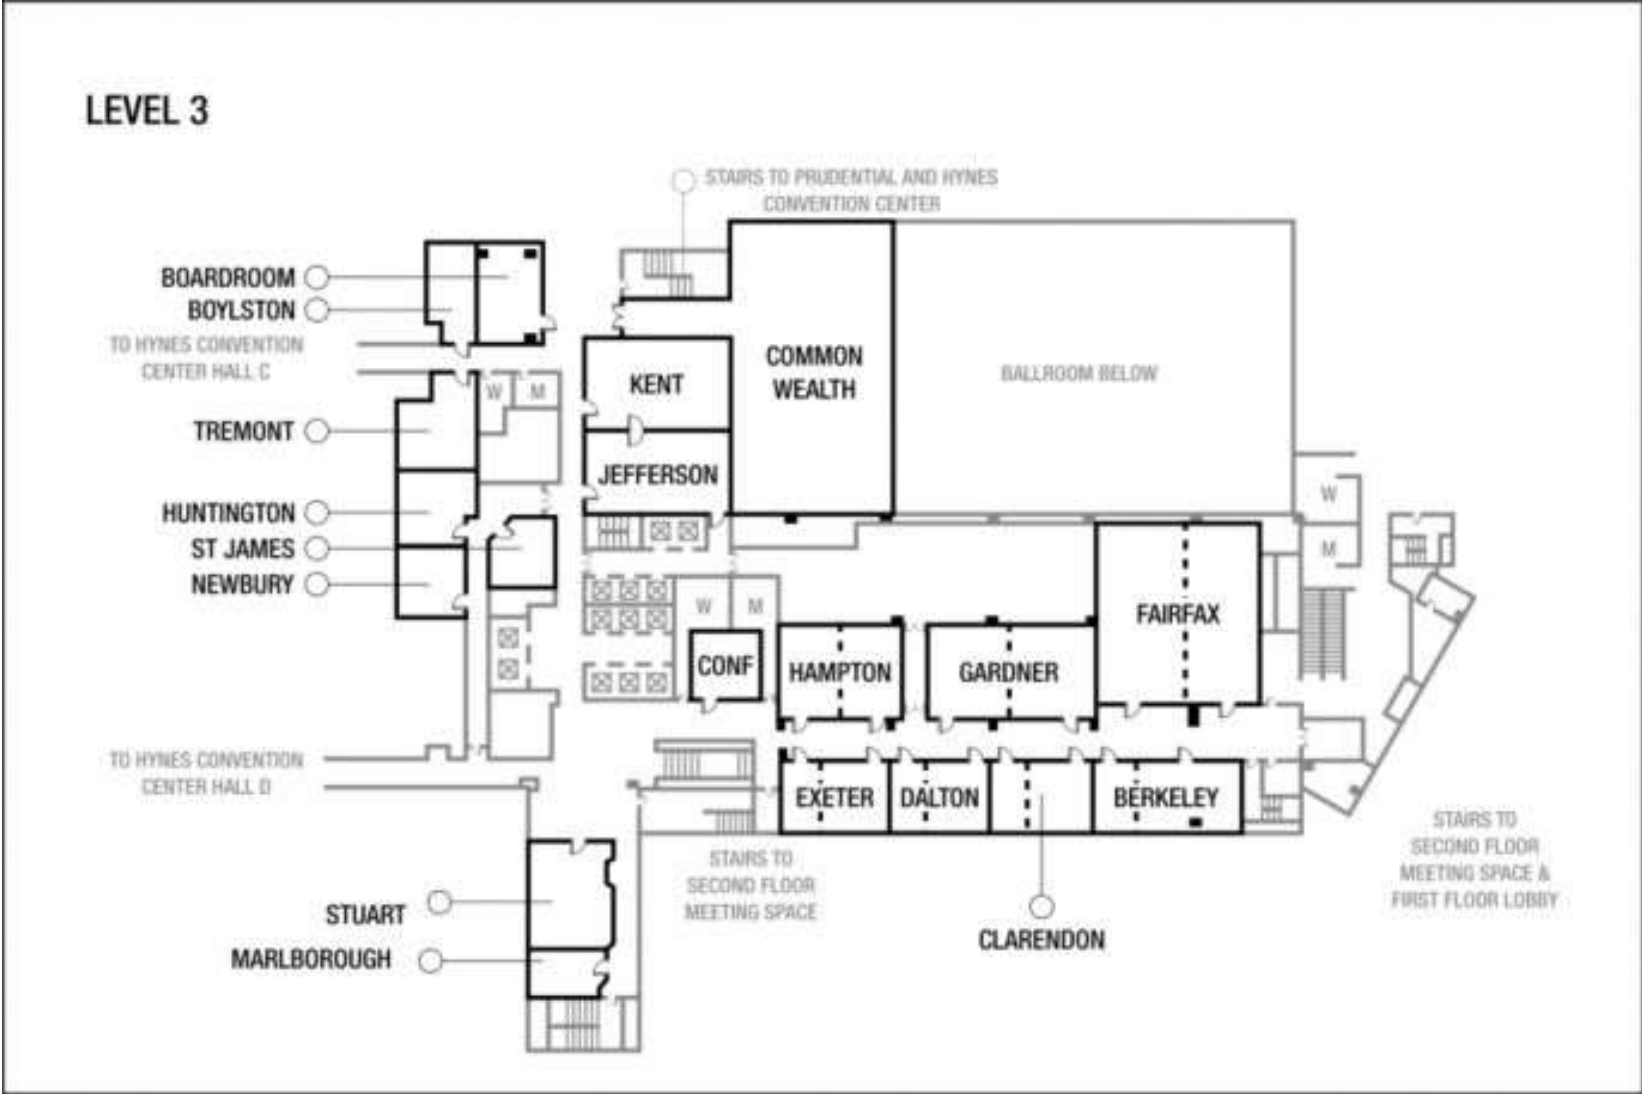 LEVEL 3
STAIRS TO PRUDENTIAL AND HYNES
CONVENTION CENTER
BOARDROOM
BOYLSTON
TO HYNES CONVENTION
CENTER HALL C
KENT
COMMON
WEALTH
BALLROOM BELOW
W
M
TREMONT
JEFFERSON
W
HUNTINGTON
ST JAMES
M
NEWBURY
W
M
FAIRFAX
CONF
HAMPTON
GARDNER
TO HYNES CONVENTION
CENTER HALL D
EXETER
DALTON
BERKELEY
STAIRS TO
SECOND FLOOR
MEETING SPACE &
FIRST FLOOR LOBBY
STAIRS TO
SECOND FLOOR
MEETING SPACE
STUART
CLARENDON
MARLBOROUGH